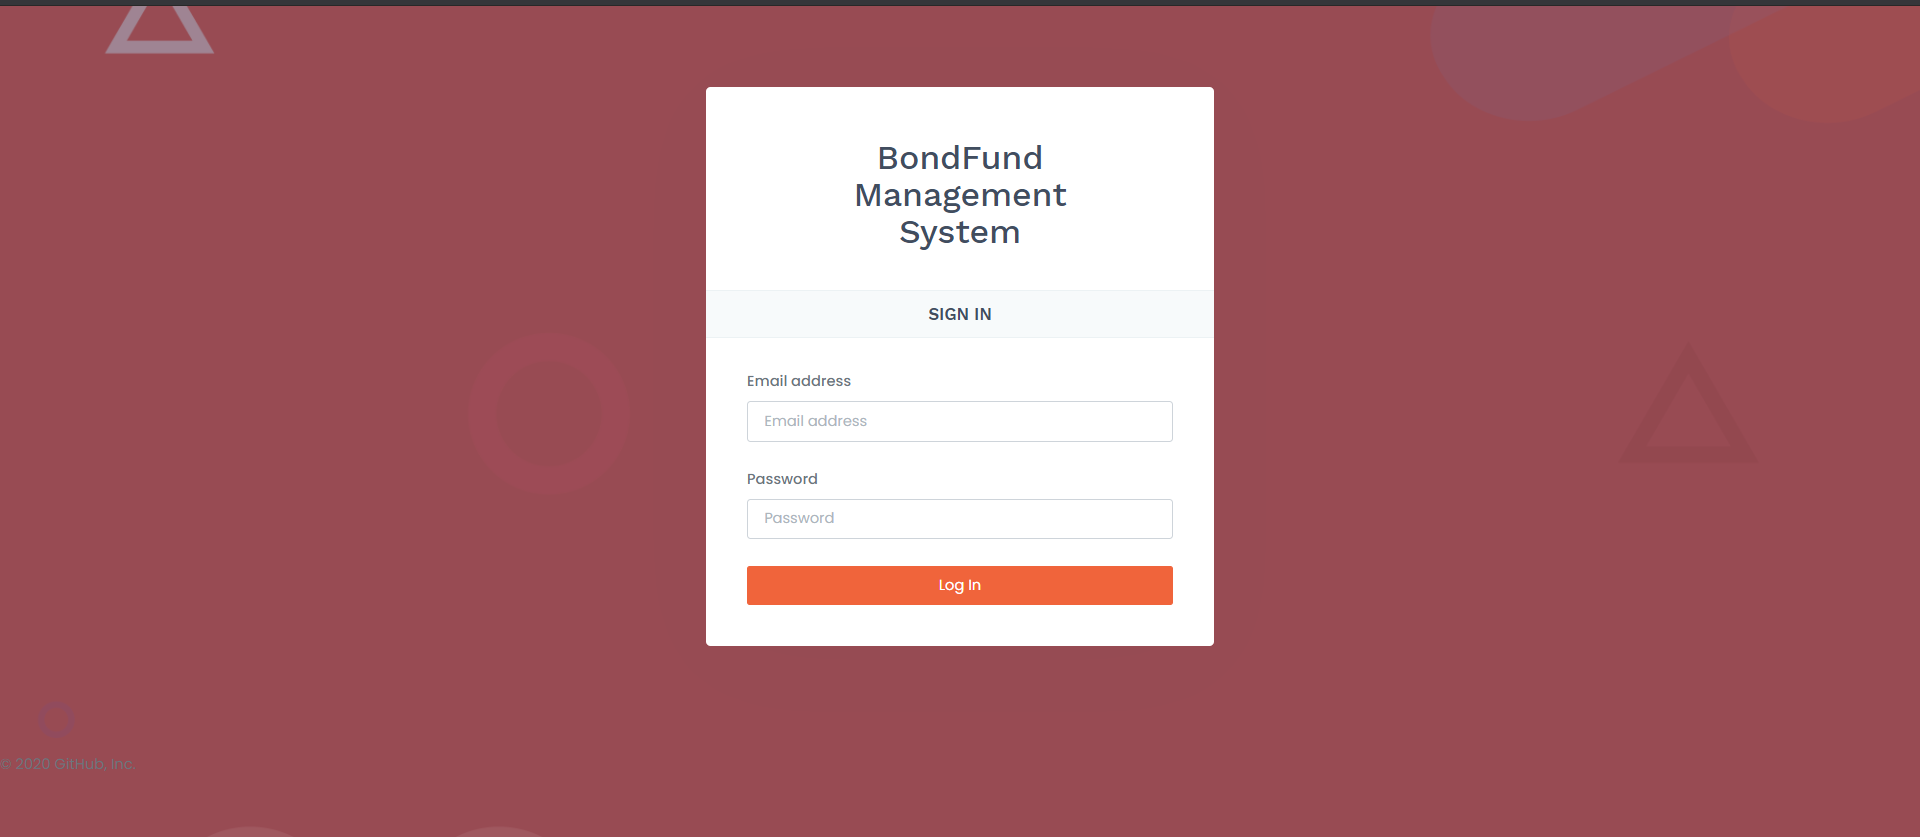 BondFund
Management
System
SIGN IN
Email address
Email address
Password
Password
Log In
© 2020 GitHub, Inc.